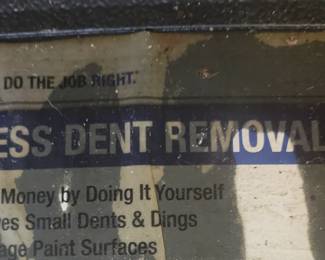 DO THE JOB RIGHT.
ESS DENT REMOVAL
Money by Doing It Yourself
es Small Dents & Dings
age Paint Surfaces